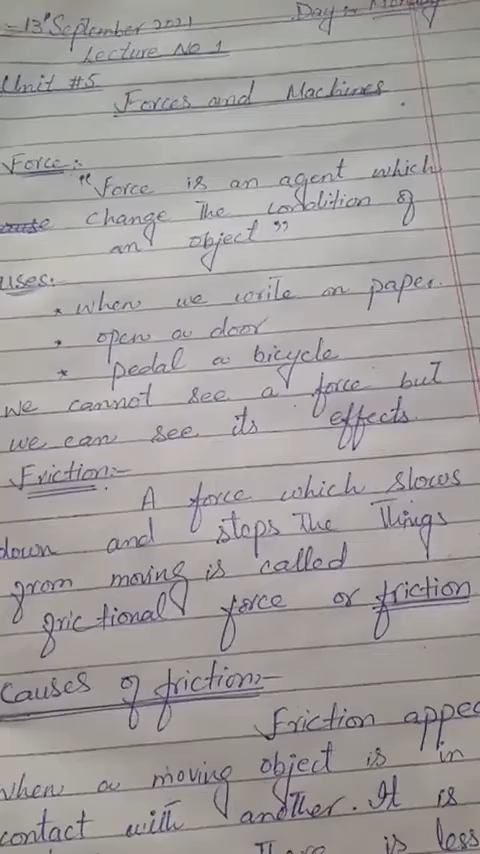 13 September 2021 Day:- Monday
Lecture No 1
Unit #5
Forces and Machines.
Force:-
"Force is an agent which
change the condition of
an object"
uses:-
* when we write on paper.
* open a door
* pedal a bicycle
we cannot see a force but
we can see its effects.
Friction:-
A force which slows
down and stops the things
from moving is called
frictional force or friction
Causes of friction:-
Friction appea
when a moving object is in
contact with another. It is
There is less